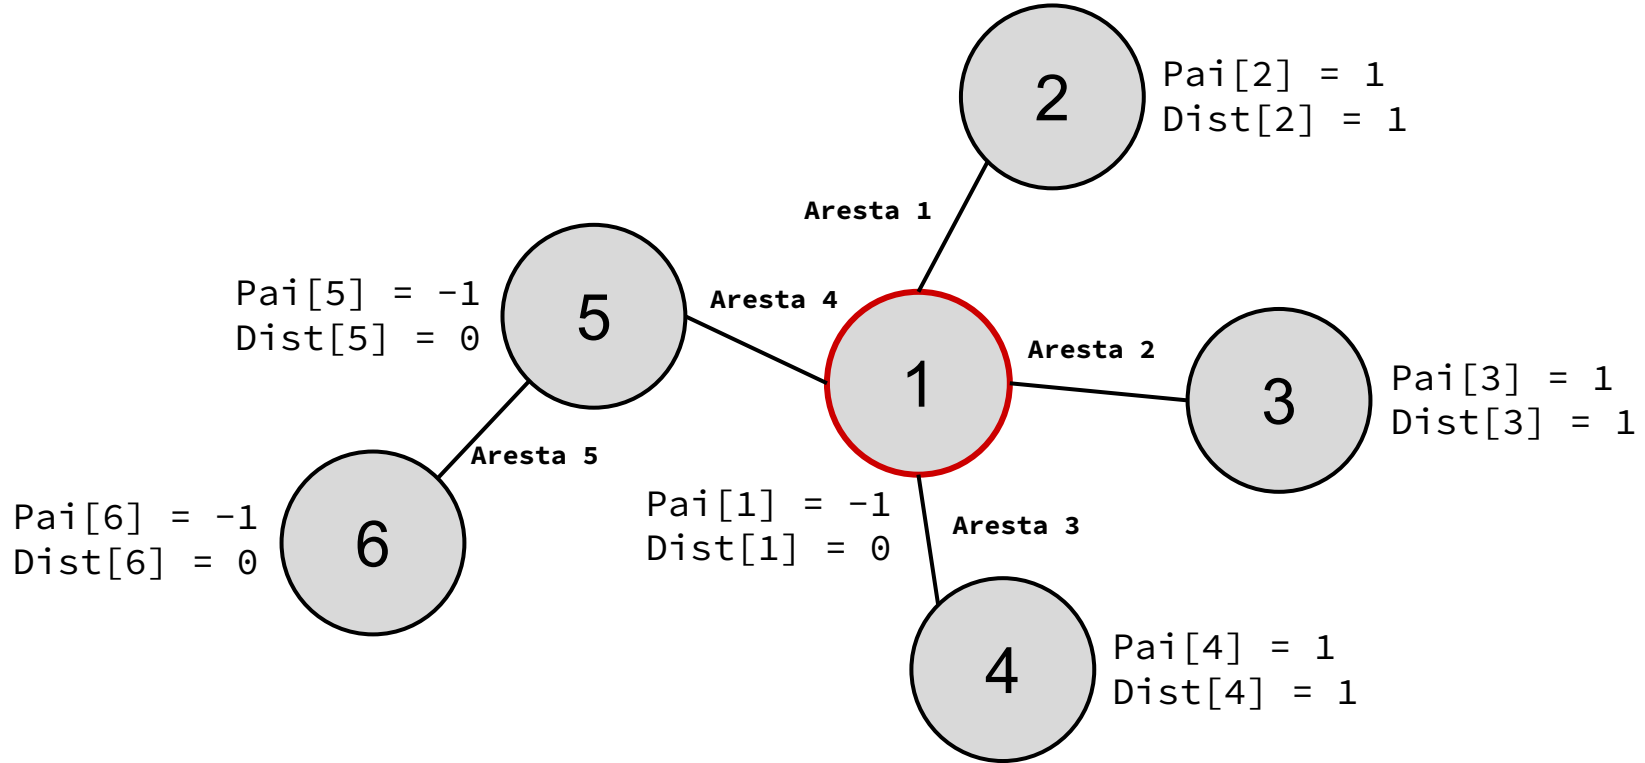 2
Pai[2] = 1
Dist[2] = 1
Aresta 1
5
Pai[5] = -1
Dist[5] = 0
Aresta 4
1
Aresta 2
3
Pai[3] = 1
Dist[3] = 1
Aresta 5
6
Pai[6] = -1
Dist[6] = 0
Pai[1] = -1
Dist[1] = 0
Aresta 3
4
Pai[4] = 1
Dist[4] = 1